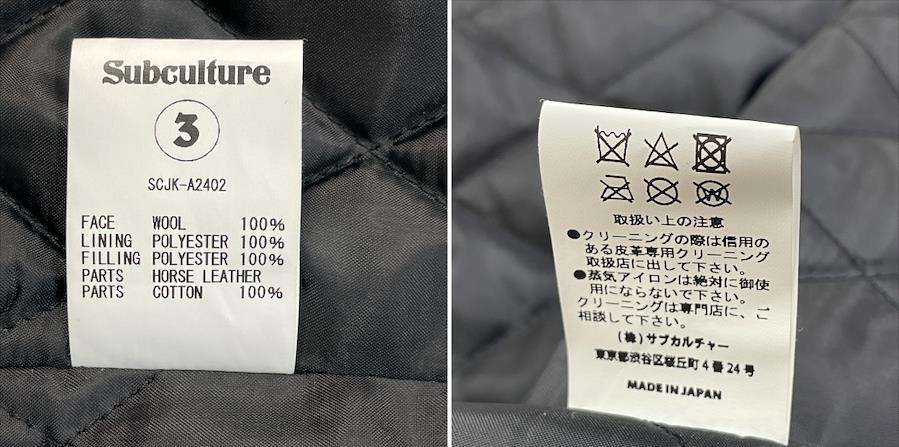 Subculture
3
SCJK-A2402
FACE WOOL 100%
LINING POLYESTER 100%
FILLING POLYESTER 100%
PARTS HORSE LEATHER
PARTS COTTON 100%
W
取扱い上の注意
●クリーニングの際は信用の
ある皮革専用クリーニング
取扱店に出して下さい。
●蒸気アイロンは絶対に御使
用にならないで下さい。
クリーニングは専門店に、ご
相談して下さい。
(株)サブカルチャー
東京都渋谷区桜丘町4番24号
MADE IN JAPAN